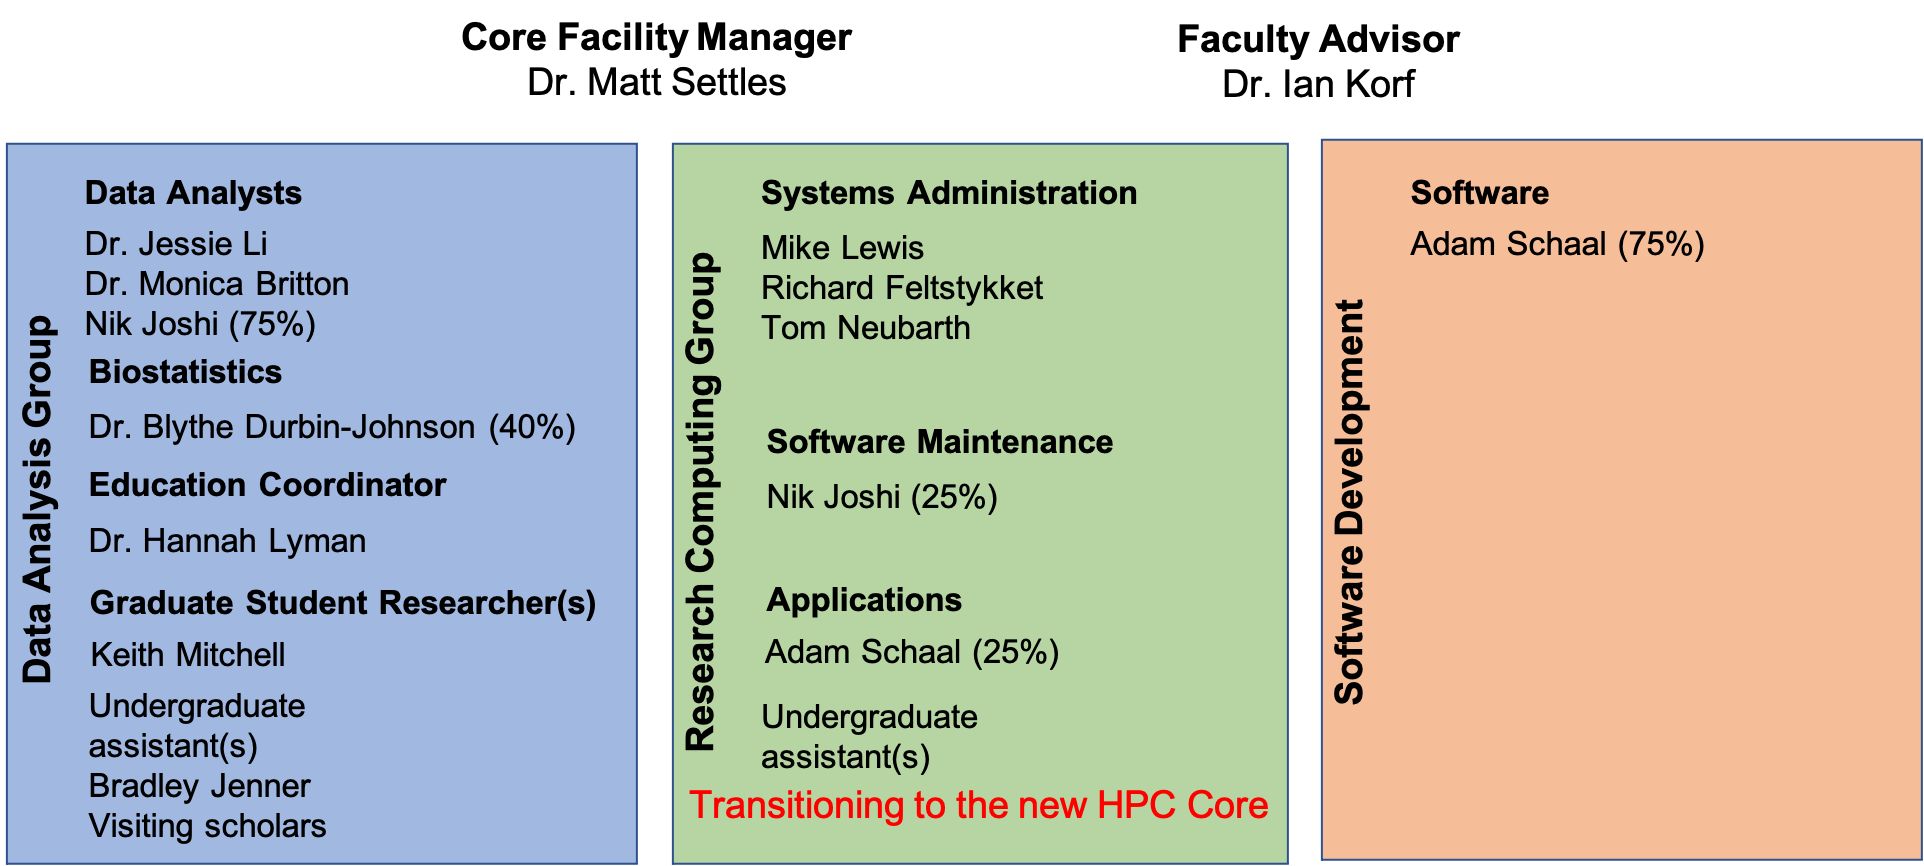 Core Facility Manager
Dr. Matt Settles
Faculty Advisor
Dr. Ian Korf
Data Analysis Group
Data Analysts
Dr. Jessie Li
Dr. Monica Britton
Nik Joshi (75%)
Biostatistics
Dr. Blythe Durbin-Johnson (40%)
Education Coordinator
Dr. Hannah Lyman
Graduate Student Researcher(s)
Keith Mitchell
Undergraduate
assistant(s)
Bradley Jenner
Visiting scholars
Research Computing Group
Systems Administration
Mike Lewis
Richard Feltstykket
Tom Neubarth
Software Maintenance
Nik Joshi (25%)
Applications
Adam Schaal (25%)
Undergraduate
assistant(s)
Transitioning to the new HPC Core
Software Development
Software
Adam Schaal (75%)